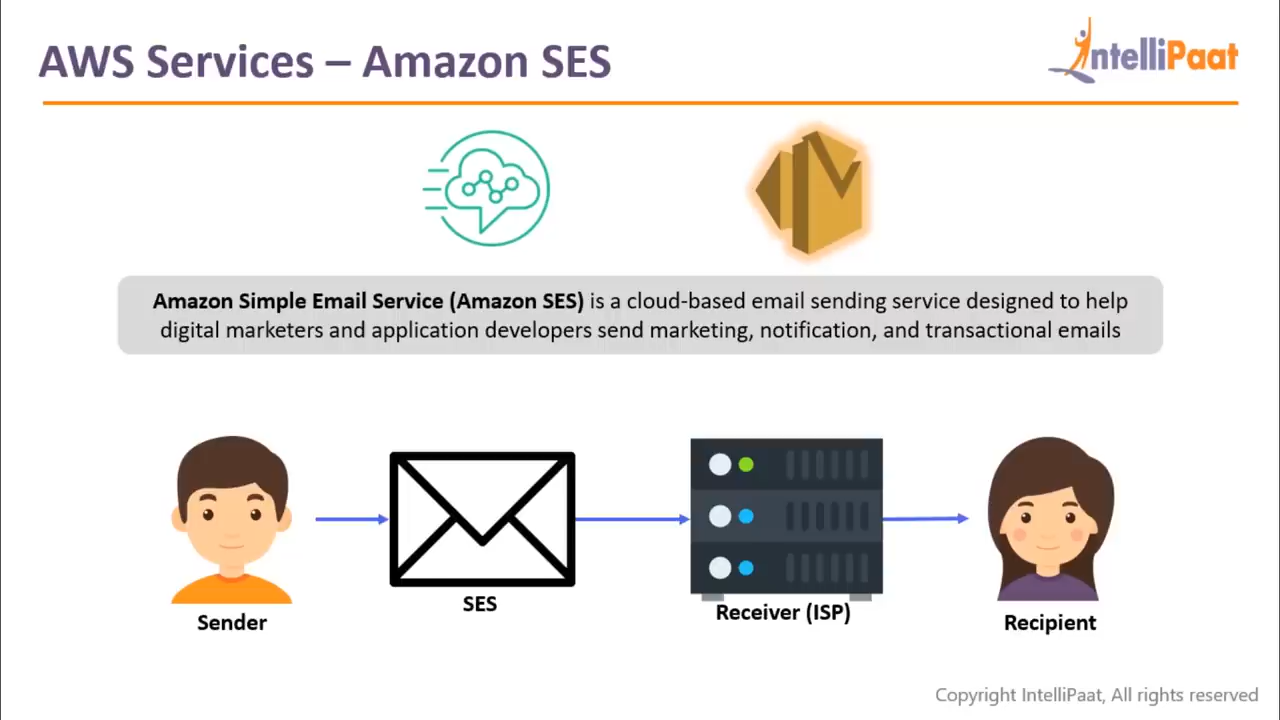 AWS Services – Amazon SES
IntelliPaat
Amazon Simple Email Service (Amazon SES) is a cloud-based email sending service designed to help
digital marketers and application developers send marketing, notification, and transactional emails
Sender
SES
Receiver (ISP)
Recipient
Copyright IntelliPaat, All rights reserved